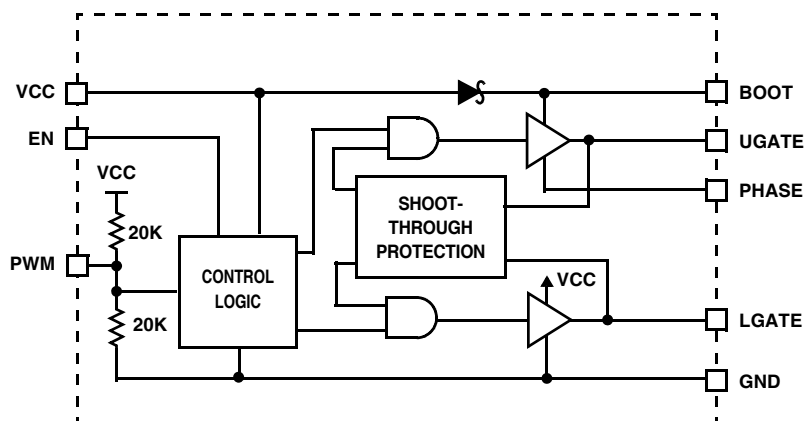 VCC
BOOT
EN
UGATE
VCC
PHASE
SHOOT-
THROUGH
PROTECTION
20K
PWM
CONTROL
LOGIC
VCC
20K
LGATE
GND